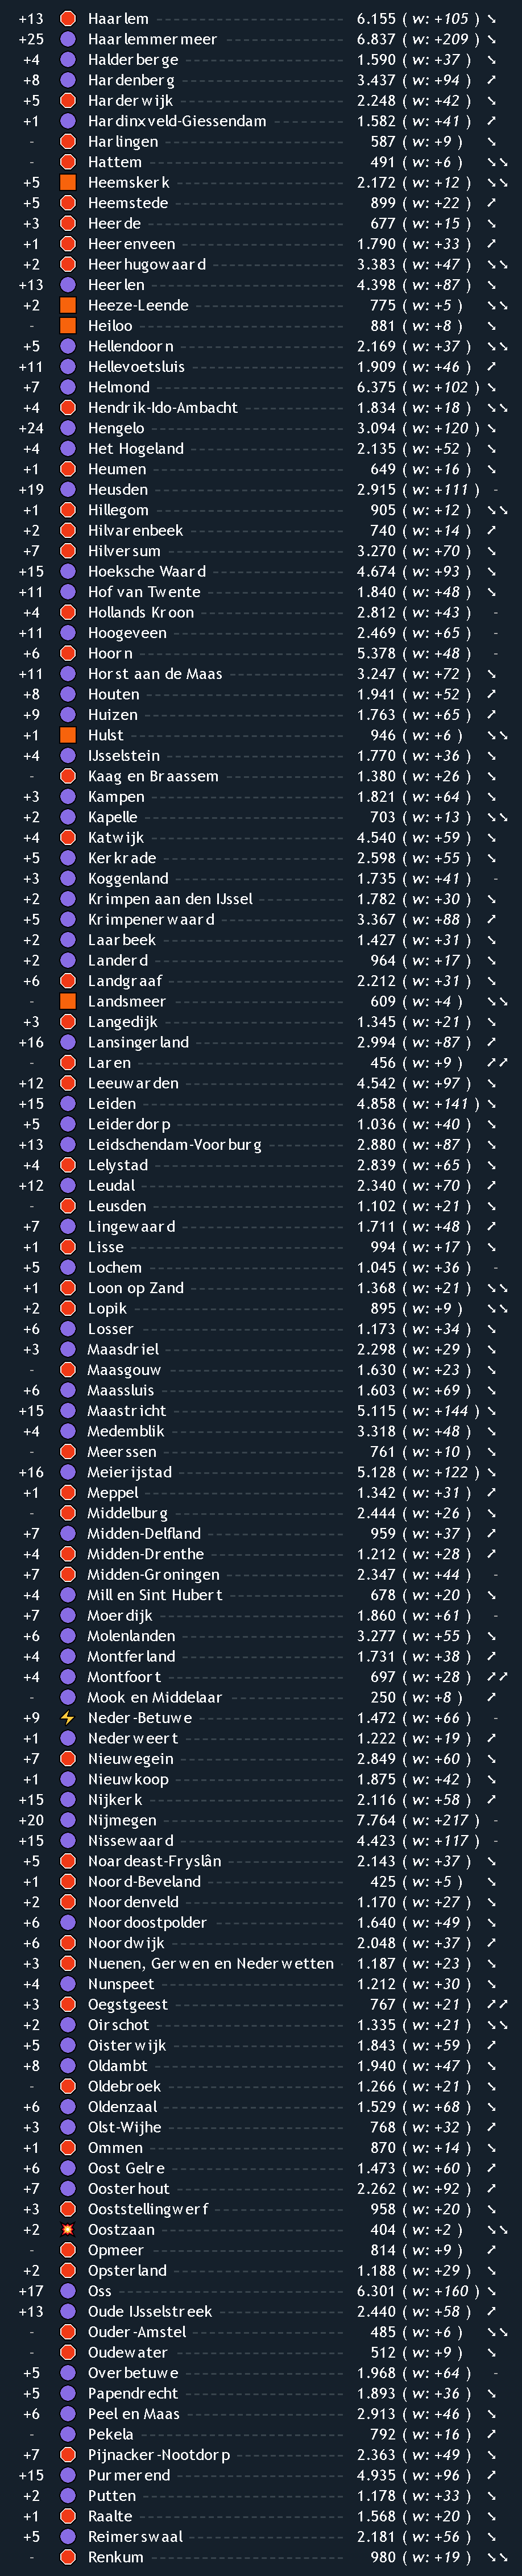 +13 Haarlem 6.155 ( w: +105 ) ↘
+25 Haarlemmermeer 6.837 ( w: +209 ) ↘
+4 Halderberge 1.590 ( w: +37 ) ↘
+8 Hardenberg 3.437 ( w: +94 ) ↗
+5 Harderwijk 2.248 ( w: +42 ) ↘
+1 Hardinxveld-Giessendam 1.582 ( w: +41 ) ↗
- Harlingen 587 ( w: +9 ) ↘
- Hattem 491 ( w: +6 ) ↘↘
+5 Heemskerk 2.172 ( w: +12 ) ↘↘
+5 Heemstede 899 ( w: +22 ) ↗
+3 Heerde 677 ( w: +15 ) ↘
+1 Heerenveen 1.790 ( w: +33 ) ↗
+2 Heerhugowaard 3.383 ( w: +47 ) ↘↘
+13 Heerlen 4.398 ( w: +87 ) ↘
+2 Heeze-Leende 775 ( w: +5 ) ↘↘
- Heiloo 881 ( w: +8 ) ↘
+5 Hellendoorn 2.169 ( w: +37 ) ↘↘
+11 Hellevoetsluis 1.909 ( w: +46 ) ↗
+7 Helmond 6.375 ( w: +102 ) ↘
+4 Hendrik-Ido-Ambacht 1.834 ( w: +18 ) ↘↘
+24 Hengelo 3.094 ( w: +120 ) ↘
+4 Het Hogeland 2.135 ( w: +52 ) ↘
+1 Heumen 649 ( w: +16 ) ↘
+19 Heusden 2.915 ( w: +111 ) -
+1 Hillegom 905 ( w: +12 ) ↘↘
+2 Hilvarenbeek 740 ( w: +14 ) ↗
+7 Hilversum 3.270 ( w: +70 ) ↘
+15 Hoeksche Waard 4.674 ( w: +93 ) ↘
+11 Hof van Twente 1.840 ( w: +48 ) ↘
+4 Hollands Kroon 2.812 ( w: +43 ) -
+11 Hoogeveen 2.469 ( w: +65 ) -
+6 Hoorn 5.378 ( w: +48 ) -
+11 Horst aan de Maas 3.247 ( w: +72 ) ↘
+8 Houten 1.941 ( w: +52 ) ↗
+9 Huizen 1.763 ( w: +65 ) ↗
+1 Hulst 946 ( w: +6 ) ↘↘
+4 IJsselstein 1.770 ( w: +36 ) ↘
- Kaag en Braassem 1.380 ( w: +26 ) ↘
+3 Kampen 1.821 ( w: +64 ) ↘
+2 Kapelle 703 ( w: +13 ) ↘↘
+4 Katwijk 4.540 ( w: +59 ) ↘
+5 Kerkrade 2.598 ( w: +55 ) ↘
+3 Koggenland 1.735 ( w: +41 ) -
+2 Krimpen aan den IJssel 1.782 ( w: +30 ) ↘
+5 Krimpenerwaard 3.367 ( w: +88 ) ↗
+2 Laarbeek 1.427 ( w: +31 ) ↘
+2 Landerd 964 ( w: +17 ) ↘
+6 Landgraaf 2.212 ( w: +31 ) ↘
- Landsmeer 609 ( w: +4 ) ↘↘
+3 Langedijk 1.345 ( w: +21 ) ↘
+16 Lansingerland 2.994 ( w: +87 ) ↗
- Laren 456 ( w: +9 ) ↗↗
+12 Leeuwarden 4.542 ( w: +97 ) ↘
+15 Leiden 4.858 ( w: +141 ) ↘
+5 Leiderdorp 1.036 ( w: +40 ) ↘
+13 Leidschendam-Voorburg 2.880 ( w: +87 ) ↘
+4 Lelystad 2.839 ( w: +65 ) ↘
+12 Leudal 2.340 ( w: +70 ) ↗
- Leusden 1.102 ( w: +21 ) ↘
+7 Lingewaard 1.711 ( w: +48 ) ↗
+1 Lisse 994 ( w: +17 ) ↘
+5 Lochem 1.045 ( w: +36 ) -
+1 Loon op Zand 1.368 ( w: +21 ) ↘↘
+2 Lopik 895 ( w: +9 ) ↘↘
+6 Losser 1.173 ( w: +34 ) ↘
+3 Maasdriel 2.298 ( w: +29 ) ↘
- Maasgouw 1.630 ( w: +23 ) ↘
+6 Maassluis 1.603 ( w: +69 ) ↘
+15 Maastricht 5.115 ( w: +144 ) ↘
+4 Medemblik 3.318 ( w: +48 ) ↘
- Meerssen 761 ( w: +10 ) ↘
+16 Meierijstad 5.128 ( w: +122 ) ↘
+1 Meppel 1.342 ( w: +31 ) ↗
- Middelburg 2.444 ( w: +26 ) ↘
+7 Midden-Delfland 959 ( w: +37 ) ↗
+4 Midden-Drenthe 1.212 ( w: +28 ) ↗
+7 Midden-Groningen 2.347 ( w: +44 ) -
+4 Mill en Sint Hubert 678 ( w: +20 ) ↘
+7 Moerdijk 1.860 ( w: +61 ) -
+6 Molenlanden 3.277 ( w: +55 ) ↘
+4 Montferland 1.731 ( w: +38 ) ↗
+4 Montfoort 697 ( w: +28 ) ↗↗
- Mook en Middelaar 250 ( w: +8 ) ↗
+9 Neder-Betuwe 1.472 ( w: +66 )
+1 Nederweert 1.222 ( w: +19 ) ↗
+7 Nieuwegein 2.849 ( w: +60 ) ↘
+1 Nieuwkoop 1.875 ( w: +42 ) ↘
+15 Nijkerk 2.116 ( w: +58 ) ↗
+20 Nijmegen 7.764 ( w: +217 ) -
+15 Nissewaard 4.423 ( w: +117 ) -
+5 Noardeast-Fryslân 2.143 ( w: +37 ) ↘
+1 Noord-Beveland 425 ( w: +5 ) ↘
+2 Noordenveld 1.170 ( w: +27 ) ↘
+6 Noordoostpolder 1.640 ( w: +49 ) ↘
+6 Noordwijk 2.048 ( w: +37 ) ↗
+3 Nuenen, Gerwen en Nederwetten 1.187 ( w: +23 ) ↘
+4 Nunspeet 1.212 ( w: +30 ) ↘
+3 Oegstgeest 767 ( w: +21 ) ↗↗
+2 Oirschot 1.335 ( w: +21 ) ↘↘
+5 Oisterwijk 1.843 ( w: +59 ) ↗
+8 Oldambt 1.940 ( w: +47 ) ↘
- Oldebroek 1.266 ( w: +21 ) ↘
+6 Oldenzaal 1.529 ( w: +68 ) ↘
+3 Olst-Wijhe 768 ( w: +32 ) ↗
+1 Ommen 870 ( w: +14 ) ↘
+6 Oost Gelre 1.473 ( w: +60 ) ↗
+7 Oosterhout 2.262 ( w: +92 ) ↗
+3 Ooststellingwerf 958 ( w: +20 ) ↘
+2 Oostzaan 404 ( w: +2 ) ↘↘
- Opmeer 814 ( w: +9 ) ↗
+2 Opsterland 1.188 ( w: +29 ) ↘
+17 Oss 6.301 ( w: +160 ) ↘
+13 Oude IJsselstreek 2.440 ( w: +58 ) ↗
- Ouder-Amstel 485 ( w: +6 ) ↘↘
- Oudewater 512 ( w: +9 ) ↘
+5 Overbetuwe 1.968 ( w: +64 ) -
+5 Papendrecht 1.893 ( w: +36 ) ↘
+6 Peel en Maas 2.913 ( w: +46 ) ↘
- Pekela 792 ( w: +16 ) ↗
+7 Pijnacker-Nootdorp 2.363 ( w: +49 ) ↘
+15 Purmerend 4.935 ( w: +96 ) ↗
+2 Putten 1.178 ( w: +33 ) ↘
+1 Raalte 1.568 ( w: +20 ) ↘
+5 Reimerswaal 2.181 ( w: +56 ) ↘
- Renkum 980 ( w: +19 ) ↘↘